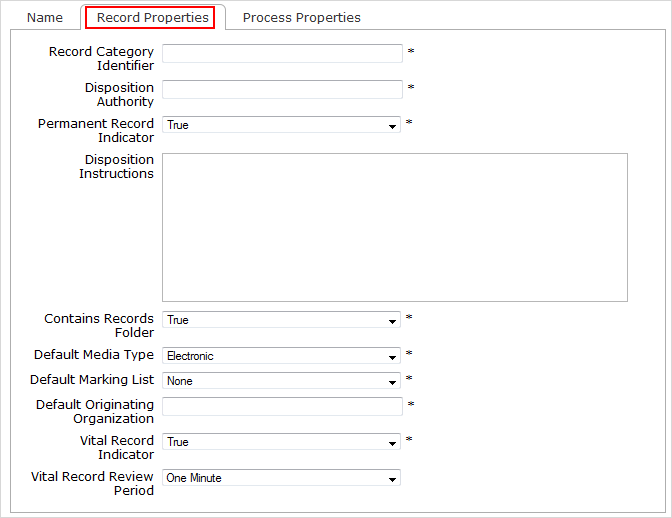 Name Record Properties Process Properties
Record Category
Identifier
*
Disposition
Authority
*
Permanent Record
Indicator
True *
Disposition
Instructions
Contains Records
Folder
True *
Default Media Type Electronic *
Default Marking List None *
Default Originating
Organization
*
Vital Record
Indicator
True *
Vital Record Review
Period
One Minute